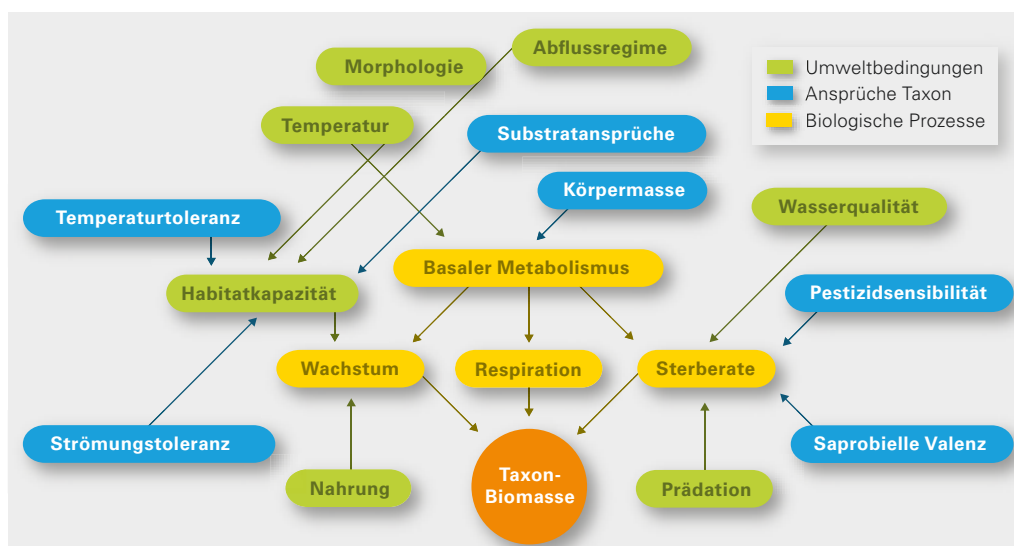 Abflussregime
Morphologie
Umweltbedingungen
Ansprüche Taxon
Biologische Prozesse
Temperatur
Substratansprüche
Körpermasse
Temperaturtoleranz
Wasserqualität
Basaler Metabolismus
Habitatkapazität
Pestizidsensibilität
Wachstum
Respiration
Sterberate
Strömungstoleranz
Saprobielle Valenz
Nahrung
Taxon-
Biomasse
Prädation